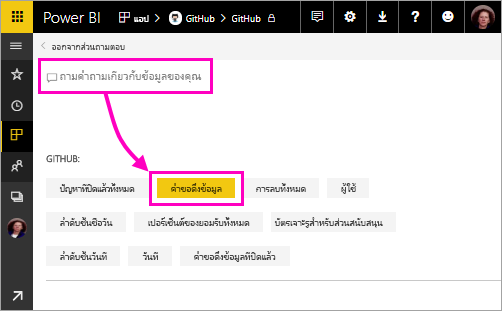 Power BI แอป > GitHub > GitHub
ออกจากส่วนถามตอบ
ถามคำถามเกี่ยวกับข้อมูลของคุณ
GITHUB:
ปัญหาที่ปิดแล้วทั้งหมด คำขอดึงข้อมูล การลบทั้งหมด ผู้ใช้
ลำดับชั้นชื่อวัน เปอร์เซ็นต์ของยอมรับทั้งหมด บัตรเจาะรูสำหรับส่วนสนับสนุน
ลำดับชั้นวันที่ วันที่ คำขอดึงข้อมูลที่ปิดแล้ว